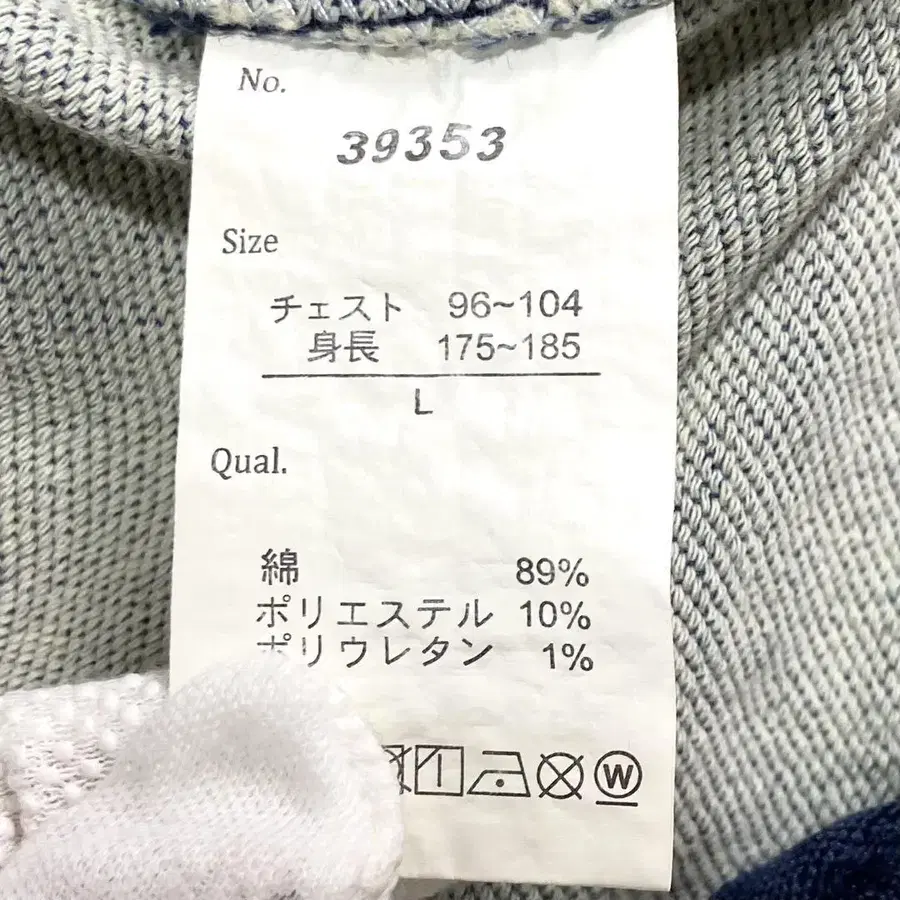 No.
39353
Size
チェスト 96~104
身長 175~185
L
Qual.
綿 89%
ポリエステル 10%
ポリウレタン 1%
W